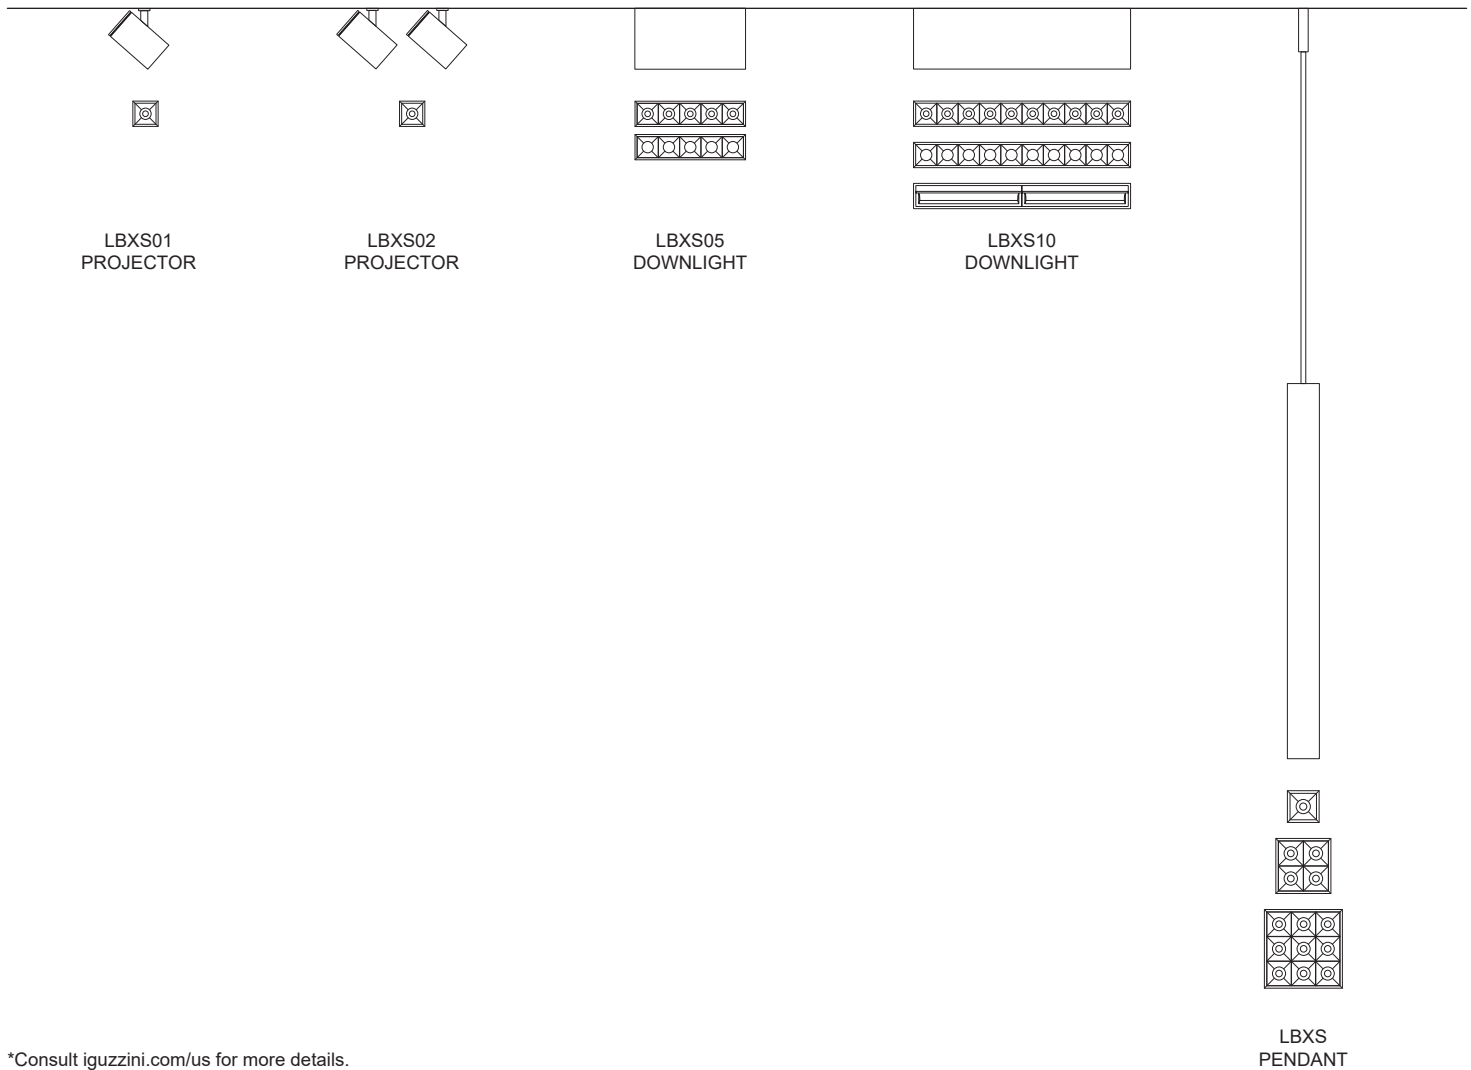 LBXS01
PROJECTOR
LBXS02
PROJECTOR
LBXS05
DOWNLIGHT
LBXS10
DOWNLIGHT
LBXS
PENDANT
*Consult iguzzini.com/us for more details.